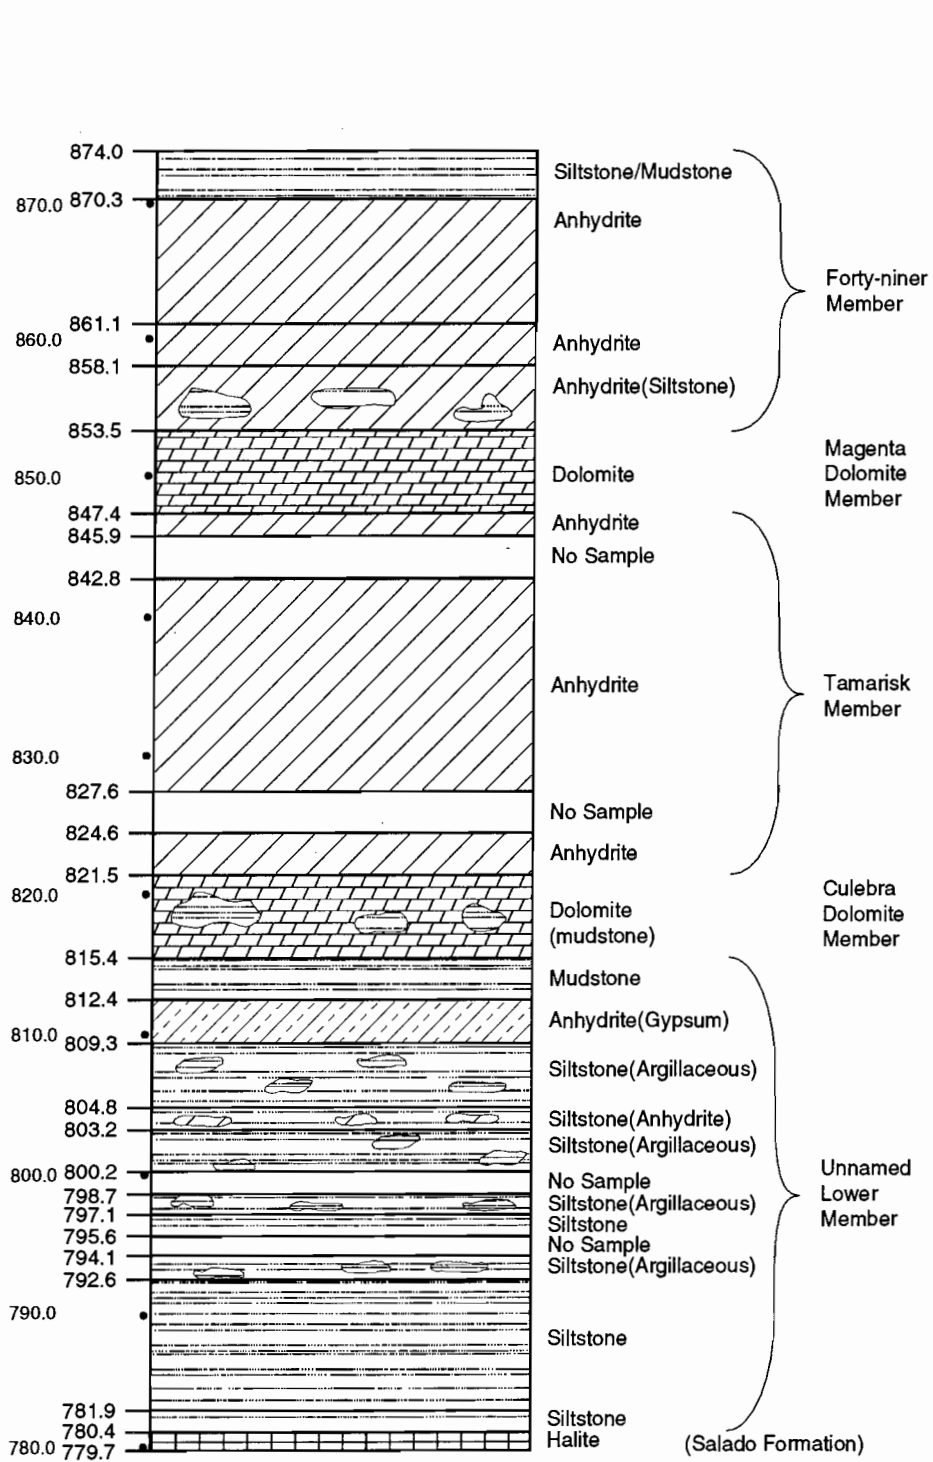 874.0
Siltstone/Mudstone
870.0 870.3
Anhydrite
Forty-niner
Member
861.1
860.0
Anhydrite
858.1
Anhydrite(Siltstone)
853.5
Magenta
Dolomite
Member
850.0
Dolomite
847.4
Anhydrite
845.9
No Sample
842.8
840.0
Anhydrite
Tamarisk
Member
830.0
827.6
No Sample
824.6
Anhydrite
821.5
820.0
Culebra
Dolomite
Member
Dolomite
(mudstone)
815.4
Mudstone
812.4
Anhydrite(Gypsum)
810.0
809.3
Siltstone(Argillaceous)
804.8
Siltstone(Anhydrite)
803.2
Siltstone(Argillaceous)
800.0 800.2
No Sample
Unnamed
Lower
Member
798.7
Siltstone(Argillaceous)
797.1
Siltstone
795.6
No Sample
794.1
Siltstone(Argillaceous)
792.6
790.0
Siltstone
781.9
Siltstone
780.4
Halite
(Salado Formation)
780.0 779.7